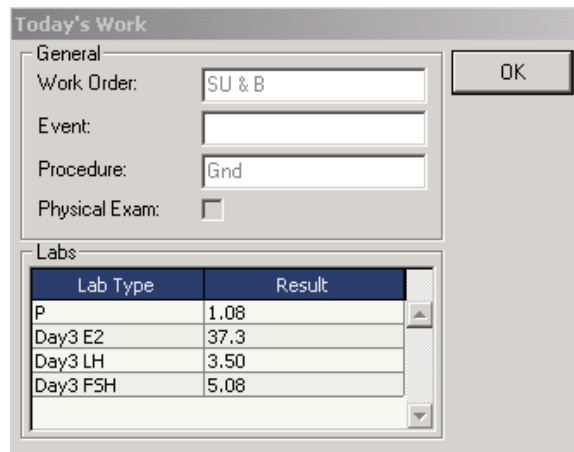 Today's Work
General
Work Order: SU & B
OK
Event:
Procedure: Gnd
Physical Exam:
Labs
Lab Type Result
P 1.08
Day3 E2 37.3
Day3 LH 3.50
Day3 FSH 5.08